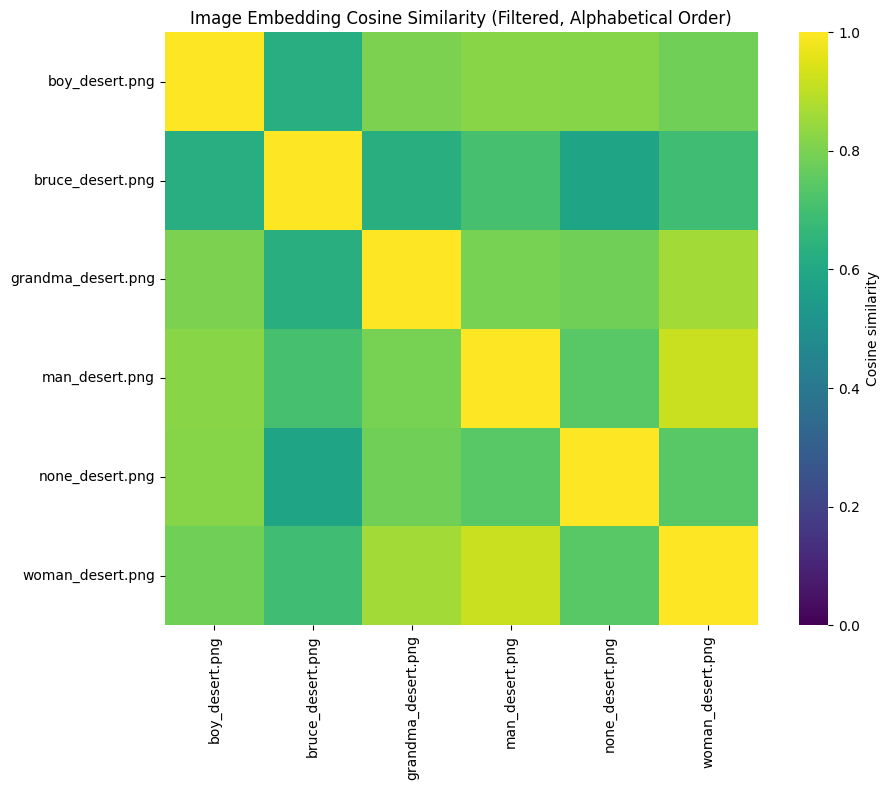 Image Embedding Cosine Similarity (Filtered, Alphabetical Order)
boy_desert.png
bruce_desert.png
grandma_desert.png
man_desert.png
none_desert.png
woman_desert.png
boy_desert.png
bruce_desert.png
grandma_desert.png
man_desert.png
none_desert.png
woman_desert.png
1.0
0.8
0.6
0.4
0.2
0.0
Cosine similarity